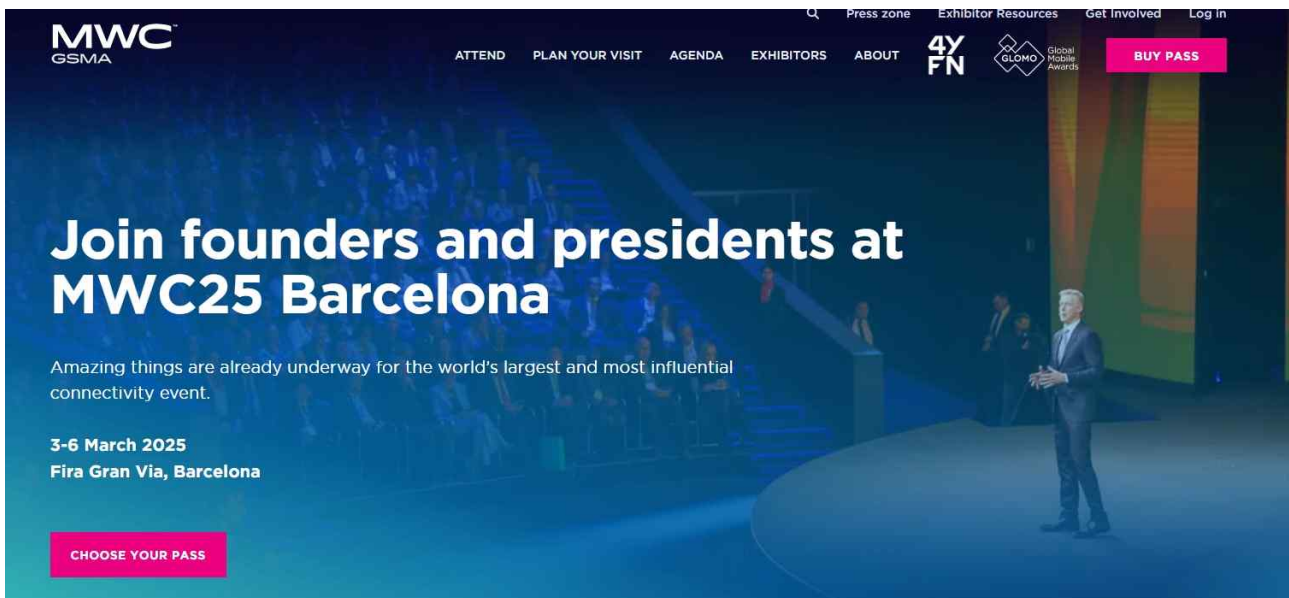 Press zone Exhibitor Resources Get Involved Log in
MWC™
GSMA
ATTEND PLAN YOUR VISIT AGENDA EXHIBITORS ABOUT
4Y
FN
GLOMO
Global
Mobile
Awards
BUY PASS
Join founders and presidents at
MWC25 Barcelona
Amazing things are already underway for the world's largest and most influential
connectivity event.
3-6 March 2025
Fira Gran Via, Barcelona
CHOOSE YOUR PASS